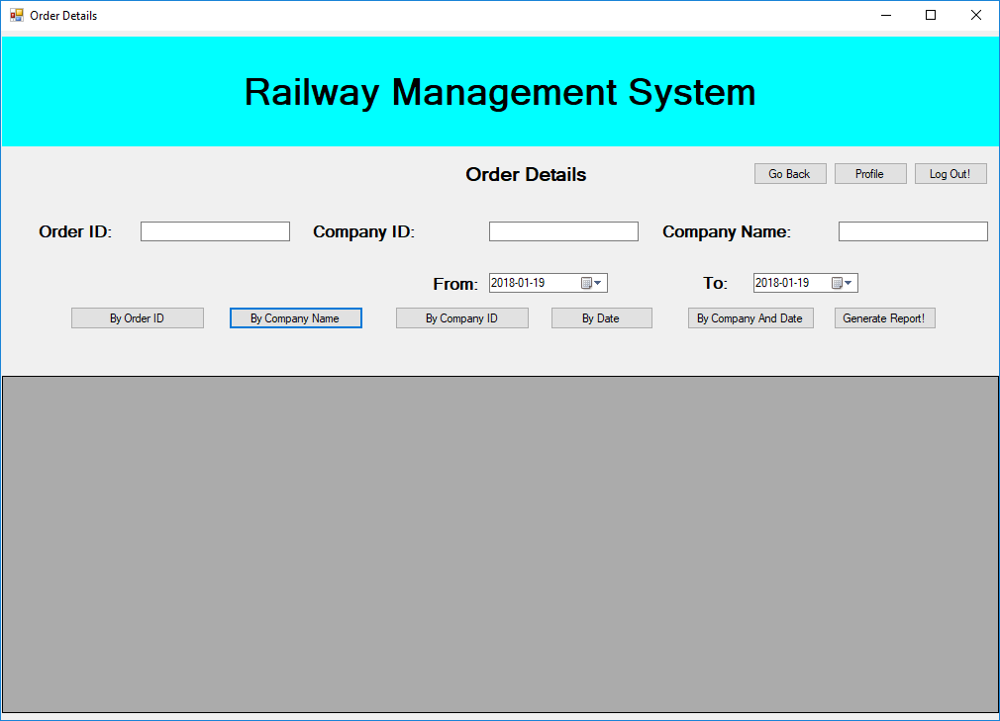 Order Details
Railway Management System
Order Details
Go Back
Profile
Log Out!
Order ID:
Company ID:
Company Name:
From:
2018-01-19
To:
2018-01-19
By Order ID
By Company Name
By Company ID
By Date
By Company And Date
Generate Report!